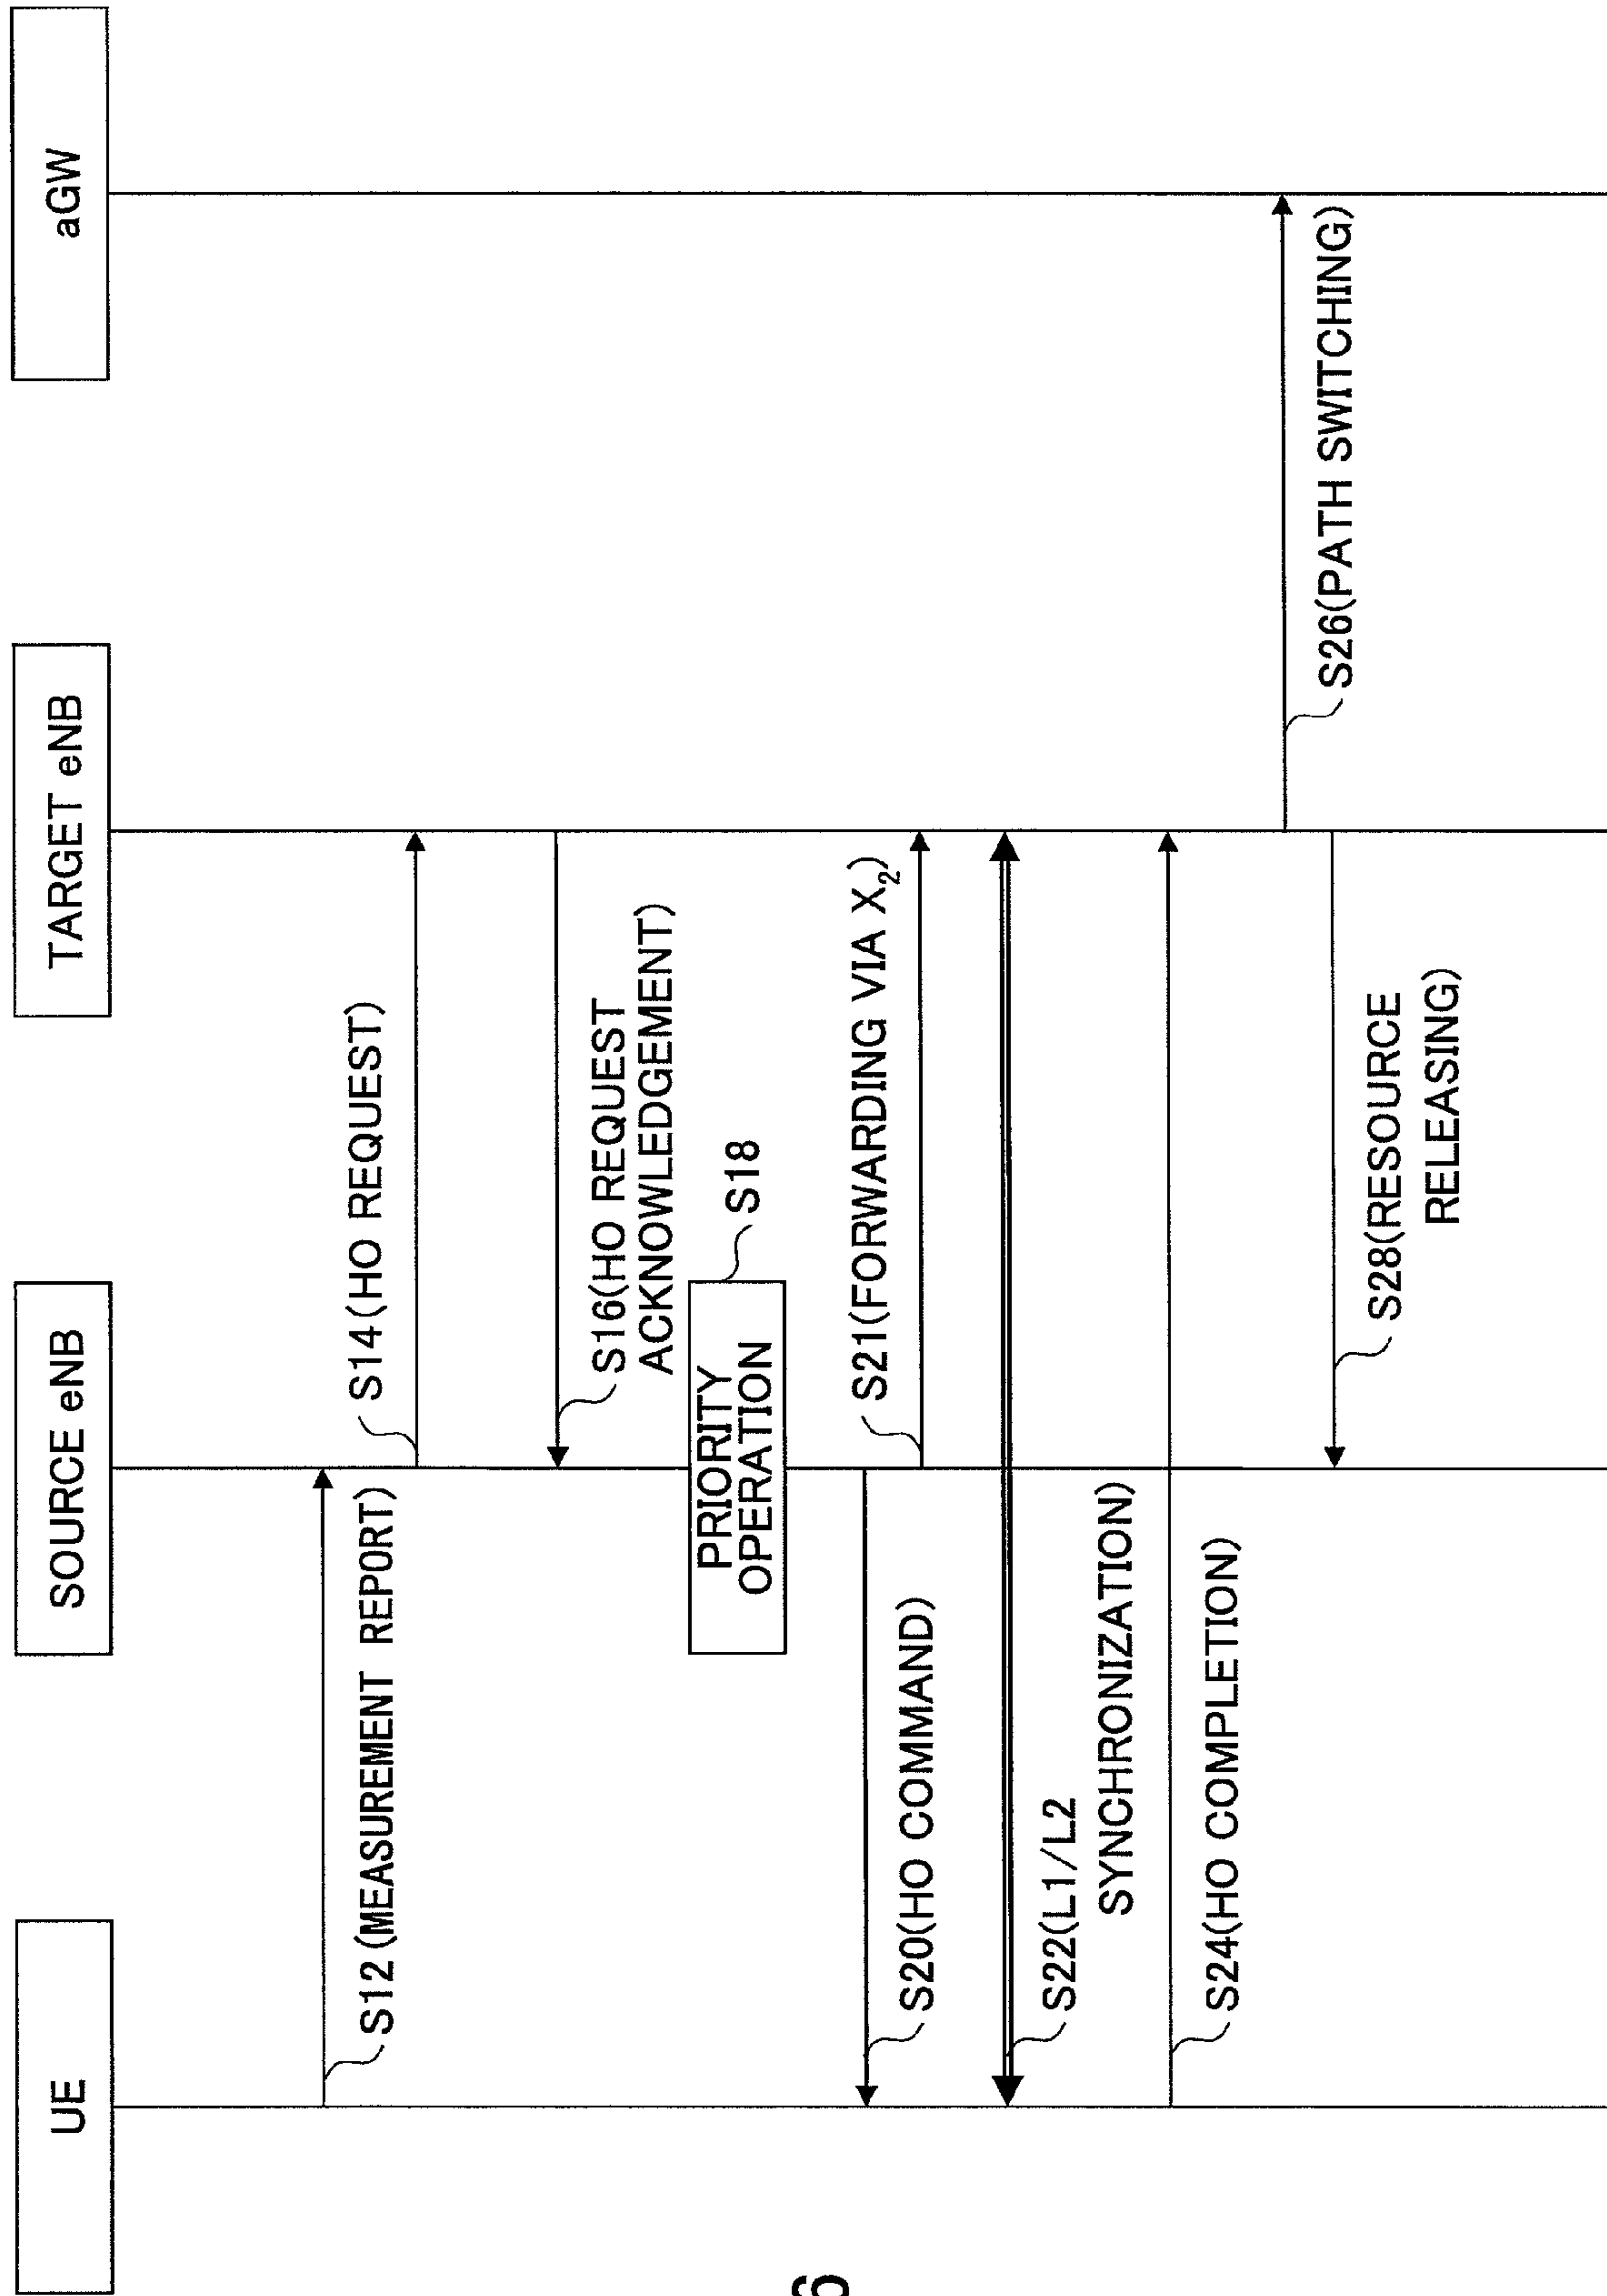 UE
SOURCE eNB
TARGET eNB
aGW
S12(MEASUREMENT REPORT)
S14(HO REQUEST)
S16(HO REQUEST
ACKNOWLEDGEMENT)
PRIORITY
OPERATION
S18
S20(HO COMMAND)
S21(FORWARDING VIA X₂)
S22(L1/L2
SYNCHRONIZATION)
S24(HO COMPLETION)
S26(PATH SWITCHING)
S28(RESOURCE
RELEASING)
6